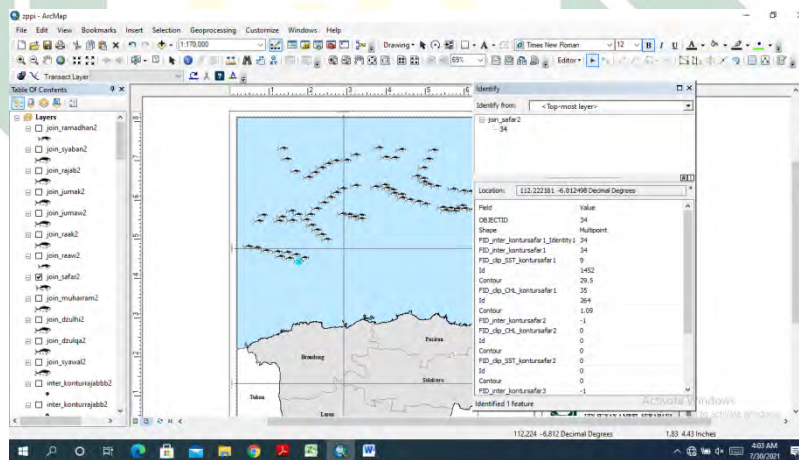 zppi - ArcMap
File Edit View Bookmarks Insert Selection Geoprocessing Customize Windows Help
1:170,000 Drawing Times New Roman 12 B I U A
69% Editor
Transect Layer
Table Of Contents
Layers
join_ramadhan2
join_syaban2
join_rajab2
join_jumak2
join_jumaw2
join_raak2
join_reaw2
join_safar2
join_muharram2
join_dzulhi2
join_dzulqa2
join_syawal2
inter_konturrajabbb2
inter_konturrajabb2
Brondong
Paciran
Solokuro
Tuban
Laren
Identify
Identify from: <Top-most layer>
join_safar2
34
Location: 112.222181 -6.812498 Decimal Degrees
Field Value
OBJECTID 34
Shape Multipoint
FID_inter_kontursafar1_Identity1 34
FID_inter_kontursafar1 34
FID_clip_SST_kontursafar1 9
Id 1452
Contour 29.5
FID_clip_CHL_kontursafar1 35
Id 264
Contour 1.09
FID_inter_kontursafar2 -1
FID_clip_CHL_kontursafar2 0
Id 0
Contour 0
FID_clip_SST_kontursafar2 0
Id 0
Contour 0
FID_inter_kontursafar3 -1
Identified 1 feature
Activate Windows
to activate Windows
112.224 -6.812 Decimal Degrees 1.83 4.43 Inches
4:03 AM
7/30/2021